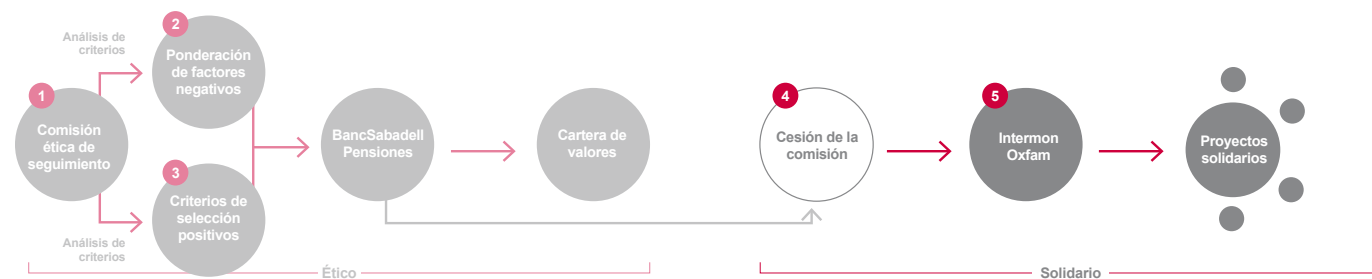 1
Comisión
ética de
seguimiento
Análisis de
criterios
2
Ponderación
de factores
negativos
Análisis de
criterios
3
Criterios de
selección
positivos
BancSabadell
Pensiones
Cartera de
valores
4
Cesión de la
comisión
5
Intermon
Oxfam
Proyectos
solidarios
Ético
Solidario